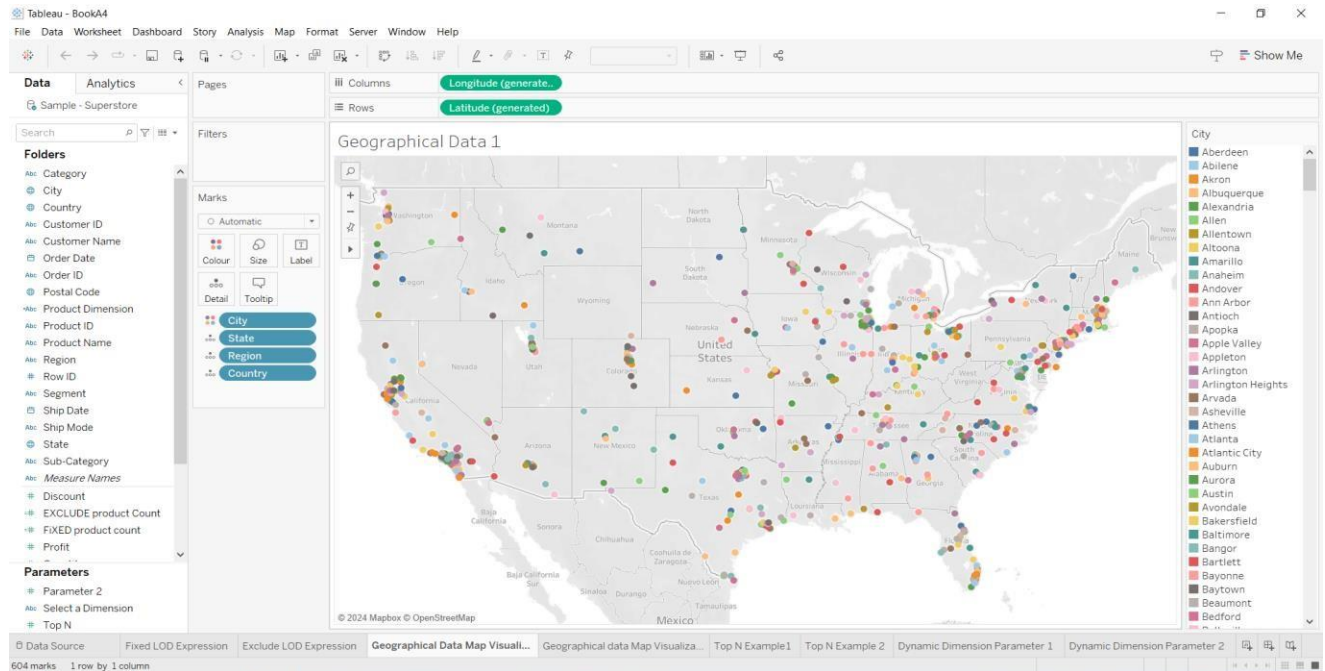 Tableau - BookA4
File Data Worksheet Dashboard Story Analysis Map Format Server Window Help
Show Me
Data Analytics
Sample - Superstore
Search
Folders
Abc Category
City
Country
Abc Customer ID
Abc Customer Name
Order Date
Abc Order ID
Postal Code
=Abc Product Dimension
Abc Product ID
Abc Product Name
Abc Region
# Row ID
Abc Segment
Ship Date
Abc Ship Mode
State
Abc Sub-Category
Abc Measure Names
# Discount
=# EXCLUDE product Count
=# FiXED product count
# Profit
Parameters
# Parameter 2
Abc Select a Dimension
# Top N
Pages
Filters
Marks
Automatic
Colour Size Label
Detail Tooltip
City
State
Region
Country
iii Columns Longitude (generate..
Rows Latitude (generated)
Geographical Data 1
Washington
Montana
North
Dakota
Minnesota
Maine
New
Oregon
Idaho
South
Dakota
Wisconsin
Michigan
Wyoming
Iowa
Nebraska
Pennsylvania
United
States
Nevada
Utah
Colorado
Kansas
Missouri
West
Virginia
Kentucky
California
Arizona
New Mexico
Mississippi
Alabama
Georgia
South
Texas
Louisiana
Baja
California
Sonora
Chihuahua
Coahuila de
Zaragoza
Baja California
Sur
Sinaloa
Durango
Nuevo León
Tamaulipas
Mexico
© 2024 Mapbox © OpenStreetMap
City
Aberdeen
Abilene
Akron
Albuquerque
Alexandria
Allen
Allentown
Altoona
Amarillo
Anaheim
Andover
Ann Arbor
Antioch
Apopka
Apple Valley
Appleton
Arlington
Arlington Heights
Arvada
Asheville
Athens
Atlanta
Atlantic City
Auburn
Aurora
Austin
Avondale
Bakersfield
Baltimore
Bangor
Bartlett
Bayonne
Baytown
Beaumont
Bedford
Data Source Fixed LOD Expression Exclude LOD Expression Geographical Data Map Visuali... Geographical data Map Visualiza... Top N Example1 Top N Example 2 Dynamic Dimension Parameter 1 Dynamic Dimension Parameter 2
604 marks 1 row by 1 column